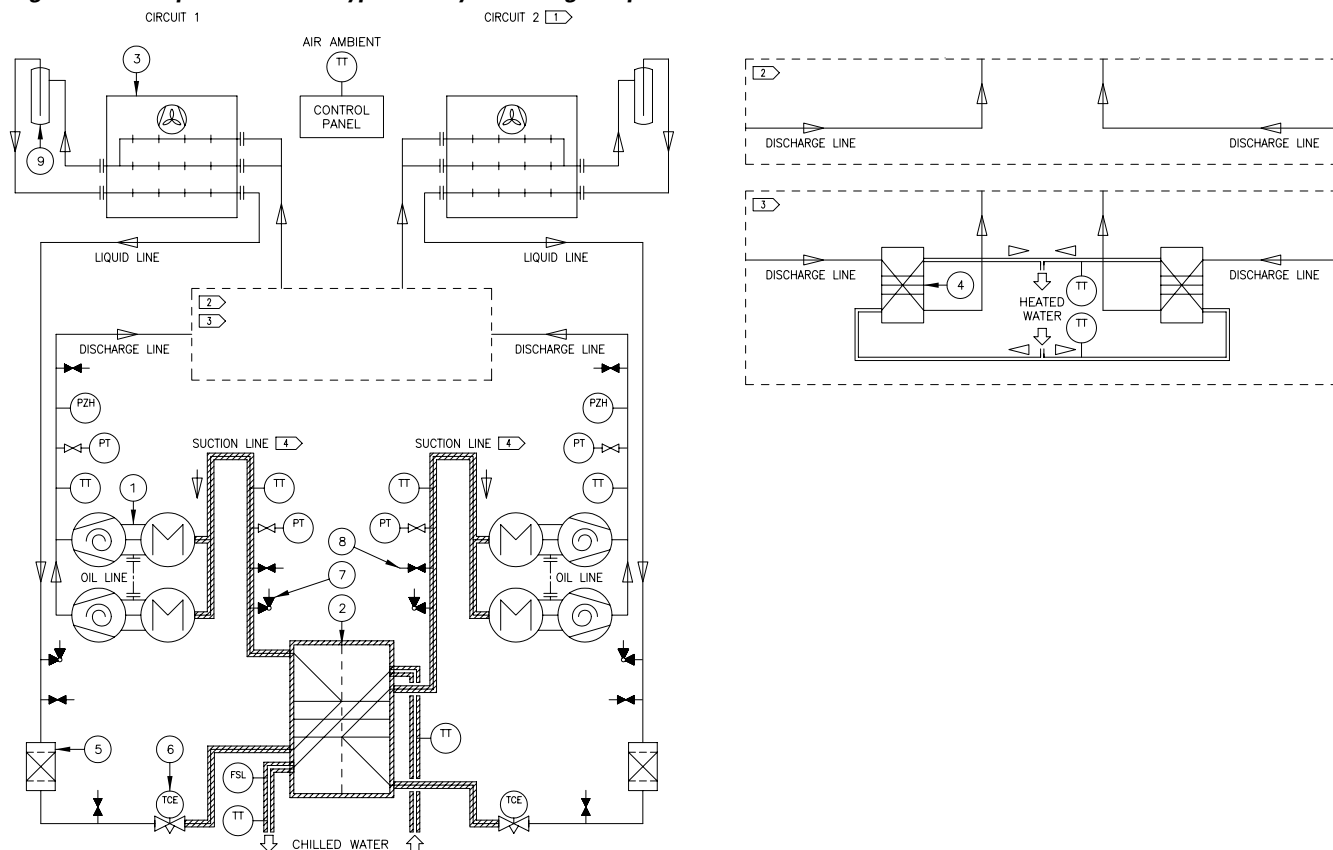 CIRCUIT 1
CIRCUIT 2 1
AIR AMBIENT
TT
CONTROL
PANEL
3
9
LIQUID LINE
LIQUID LINE
2
3
DISCHARGE LINE
DISCHARGE LINE
PZH
PZH
PT
PT
SUCTION LINE 4
SUCTION LINE 4
TT
TT
TT
TT
1
PT
PT
8
OIL LINE
OIL LINE
7
2
TT
5
6
FSL
TCE
TCE
TT
CHILLED WATER
2
DISCHARGE LINE
DISCHARGE LINE
3
DISCHARGE LINE
DISCHARGE LINE
4
TT
HEATED
WATER
TT